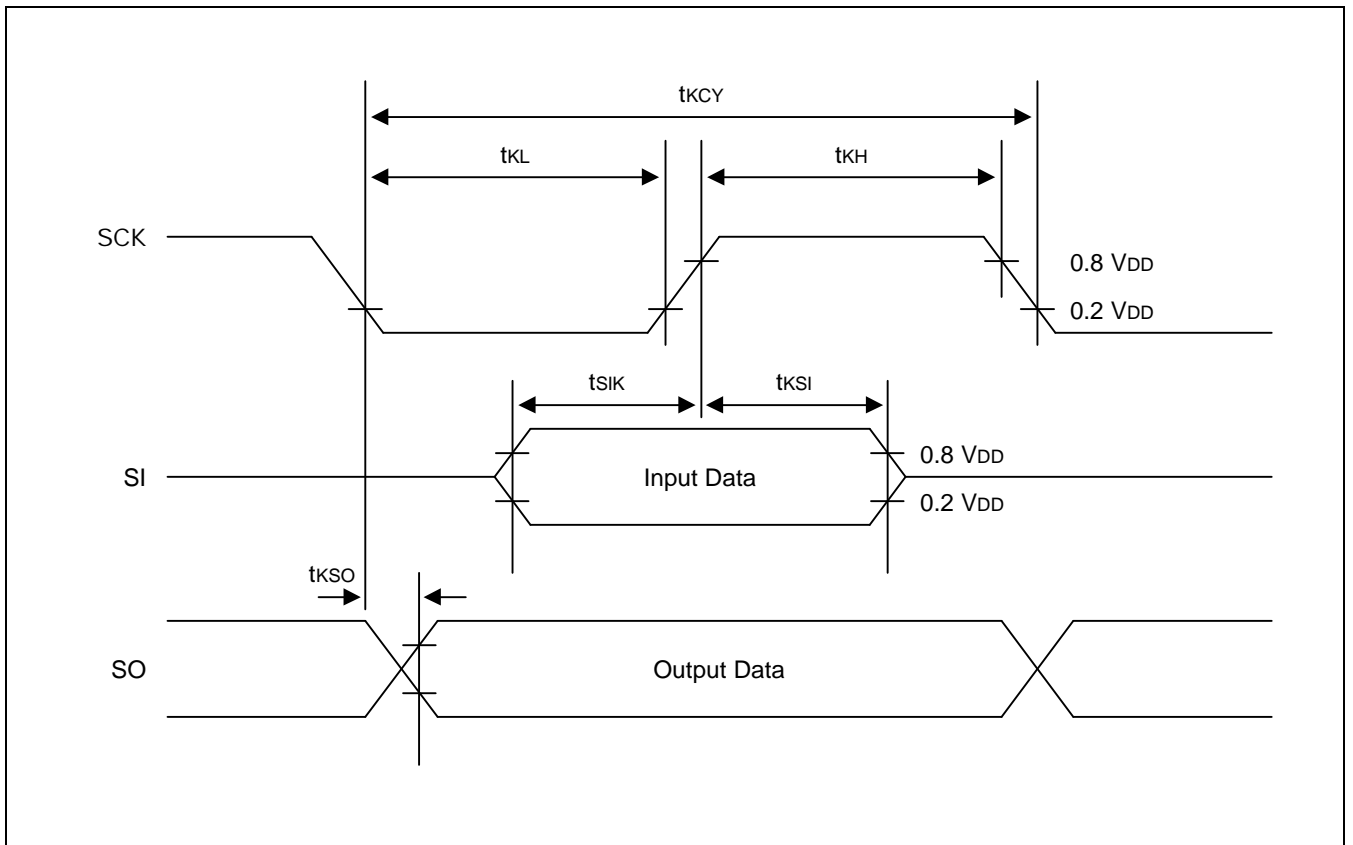 tKCY
tKL
tKH
SCK
0.8 VDD
0.2 VDD
tSIK
tKSI
SI
Input Data
0.8 VDD
0.2 VDD
tKSO
SO
Output Data